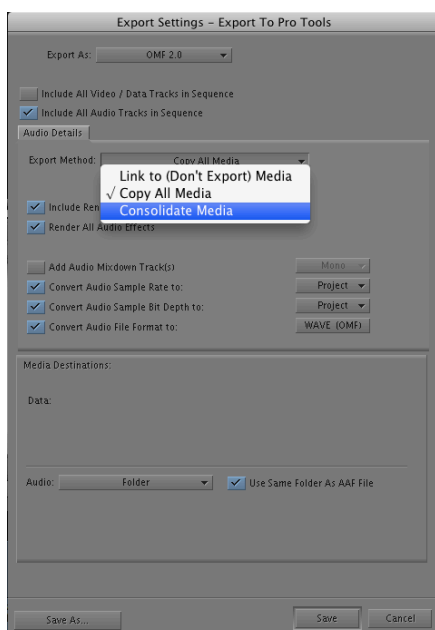 Export Settings – Export To Pro Tools
Export As: OMF 2.0
Include All Video / Data Tracks in Sequence
Include All Audio Tracks in Sequence
Audio Details
Export Method: Copy All Media
Link to (Don't Export) Media
√ Copy All Media
Consolidate Media
Include Ren
Render All Audio Effects
Add Audio Mixdown Track(s) Mono
Convert Audio Sample Rate to: Project
Convert Audio Sample Bit Depth to: Project
Convert Audio File Format to: WAVE (OMF)
Media Destinations:
Data:
Audio: Folder Use Same Folder As AAF File
Save As... Save Cancel